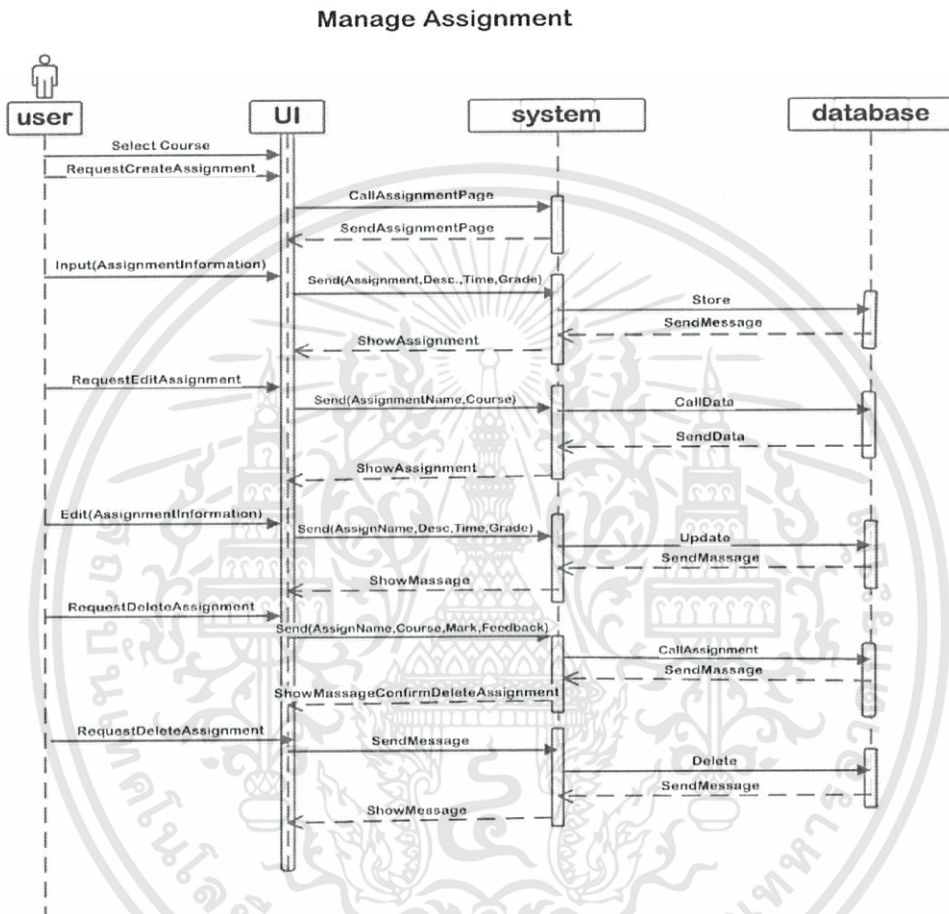 Manage Assignment
user
UI
system
database
Select Course
RequestCreateAssignment
CallAssignmentPage
SendAssignmentPage
Input(AssignmentInformation)
Send(Assignment,Desc.,Time,Grade)
Store
SendMessage
ShowAssignment
RequestEditAssignment
Send(AssignmentName,Course)
CallData
SendData
ShowAssignment
Edit(AssignmentInformation)
Send(AssignName,Desc,Time,Grade)
Update
SendMassage
ShowMassage
RequestDeleteAssignment
Send(AssignName,Course,Mark,Feedback)
CallAssignment
SendMassage
ShowMassageConfirmDeleteAssignment
RequestDeleteAssignment
SendMessage
Delete
SendMessage
ShowMessage